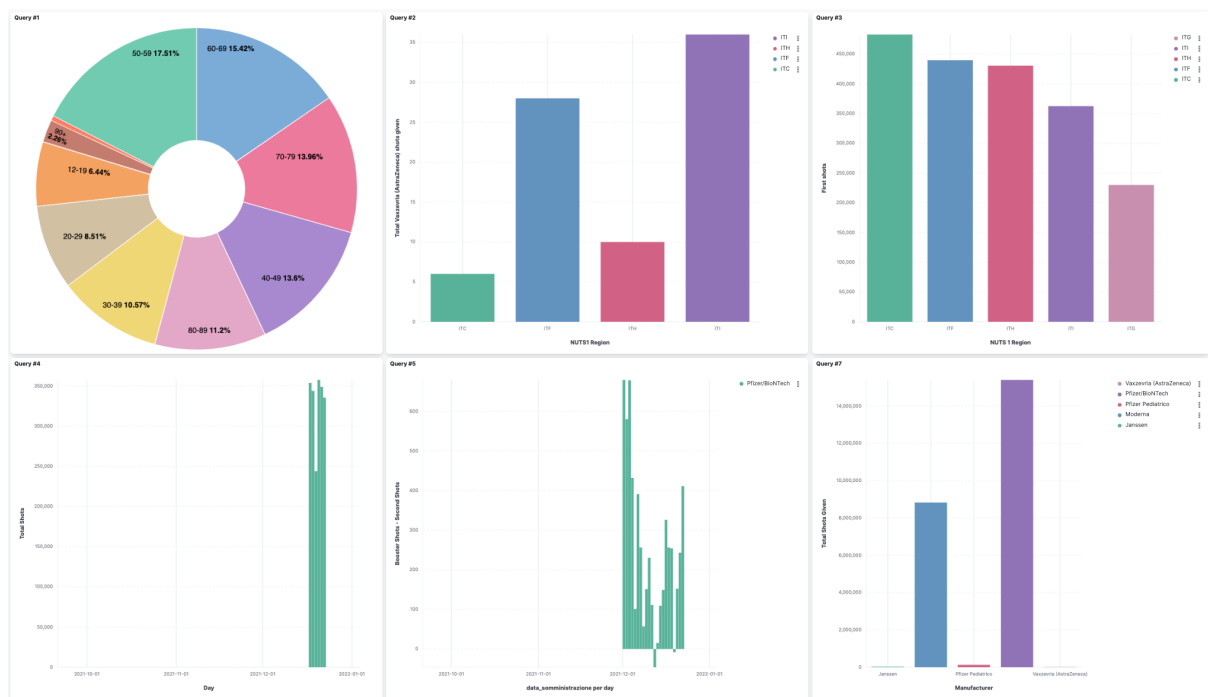 Query #1
50-59 17.51%
60-69 15.42%
90+
2.26%
12-19 6.44%
70-79 13.96%
20-29 8.51%
40-49 13.6%
30-39 10.57%
80-89 11.2%
Query #2
ITI
ITH
ITF
ITC
Total Vaxzevria (AstraZeneca) shots given
35
30
25
20
15
10
5
0
ITC
ITF
ITH
ITI
NUTS1 Region
Query #3
ITG
ITI
ITH
ITF
ITC
First shots
450,000
400,000
350,000
300,000
250,000
200,000
150,000
100,000
50,000
0
ITC
ITF
ITH
ITI
ITG
NUTS 1 Region
Query #4
Total Shots
350,000
300,000
250,000
200,000
150,000
100,000
50,000
0
2021-10-01
2021-11-01
2021-12-01
2022-01-01
Day
Query #5
Pfizer/BioNTech
Booster Shots - Second Shots
800
700
600
500
400
300
200
100
0
2021-10-01
2021-11-01
2021-12-01
2022-01-01
data_somministrazione per day
Query #7
Vaxzevria (AstraZeneca)
Pfizer/BioNTech
Pfizer Pediatrico
Moderna
Janssen
Total Shots Given
14,000,000
12,000,000
10,000,000
8,000,000
6,000,000
4,000,000
2,000,000
0
Janssen
Pfizer Pediatrico
Vaxzevria (AstraZeneca)
Manufacturer